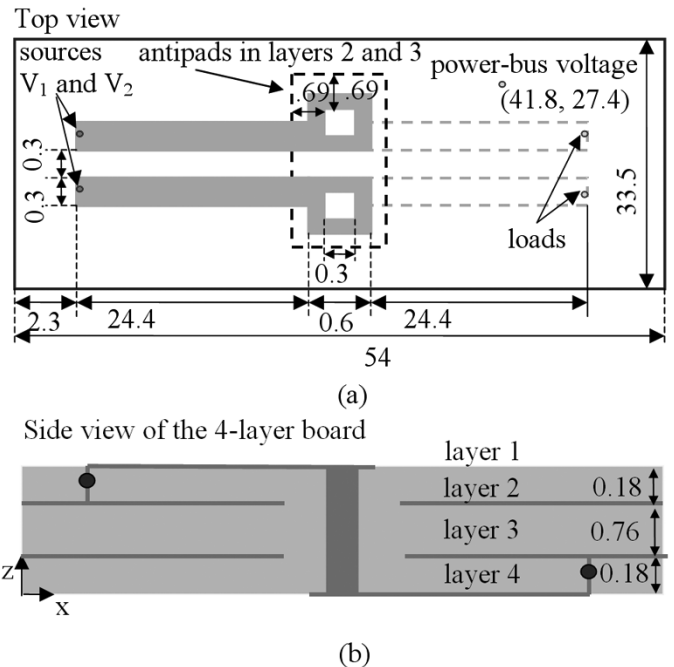 Top view
sources
V1 and V2
antipads in layers 2 and 3
power-bus voltage
(41.8, 27.4)
.69
.69
0.3
0.3
33.5
loads
0.3
2.3
24.4
0.6
24.4
54
(a)
Side view of the 4-layer board
layer 1
layer 2
0.18
layer 3
0.76
layer 4
0.18
z
x
(b)